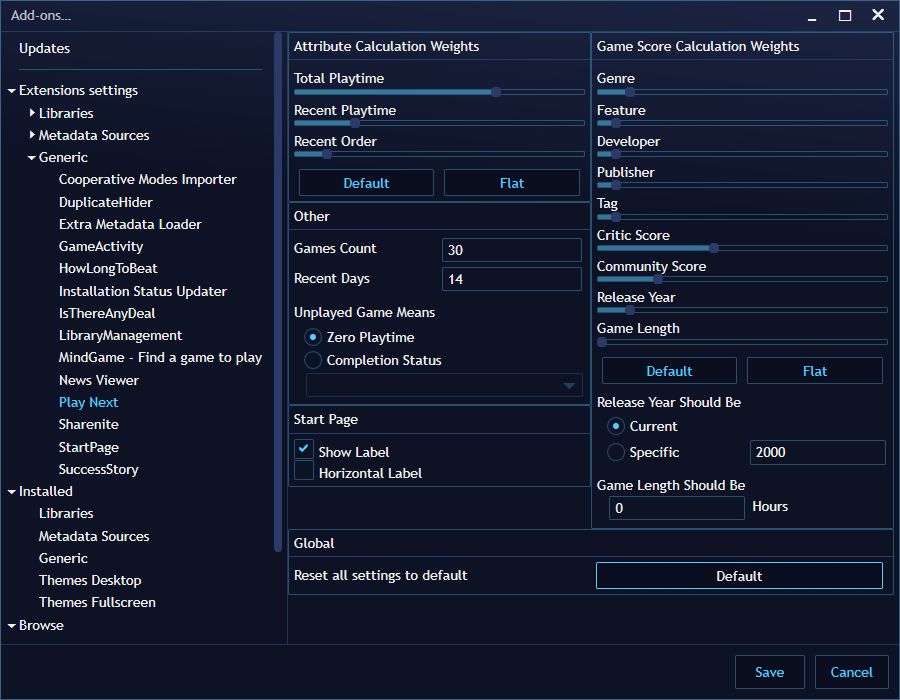 Add-ons...
Updates
Extensions settings
Libraries
Metadata Sources
Generic
Cooperative Modes Importer
DuplicateHider
Extra Metadata Loader
GameActivity
HowLongToBeat
Installation Status Updater
IsThereAnyDeal
LibraryManagement
MindGame - Find a game to play
News Viewer
Play Next
Sharenite
StartPage
SuccessStory
Installed
Libraries
Metadata Sources
Generic
Themes Desktop
Themes Fullscreen
Browse
Attribute Calculation Weights
Total Playtime
Recent Playtime
Recent Order
Default Flat
Other
Games Count 30
Recent Days 14
Unplayed Game Means
Zero Playtime
Completion Status
Start Page
Show Label
Horizontal Label
Game Score Calculation Weights
Genre
Feature
Developer
Publisher
Tag
Critic Score
Community Score
Release Year
Game Length
Default Flat
Release Year Should Be
Current
Specific 2000
Game Length Should Be
0 Hours
Global
Reset all settings to default Default
Save Cancel